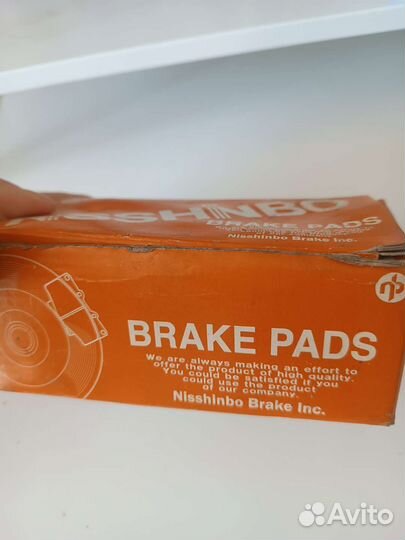 NISSHINBO
BRAKE PADS
Nisshinbo Brake Inc.
nb
BRAKE PADS
We are always making an effort to
offer the product of high quality.
You could be satisfied if you
could use the product
of our company.
Nisshinbo Brake Inc.
Avito